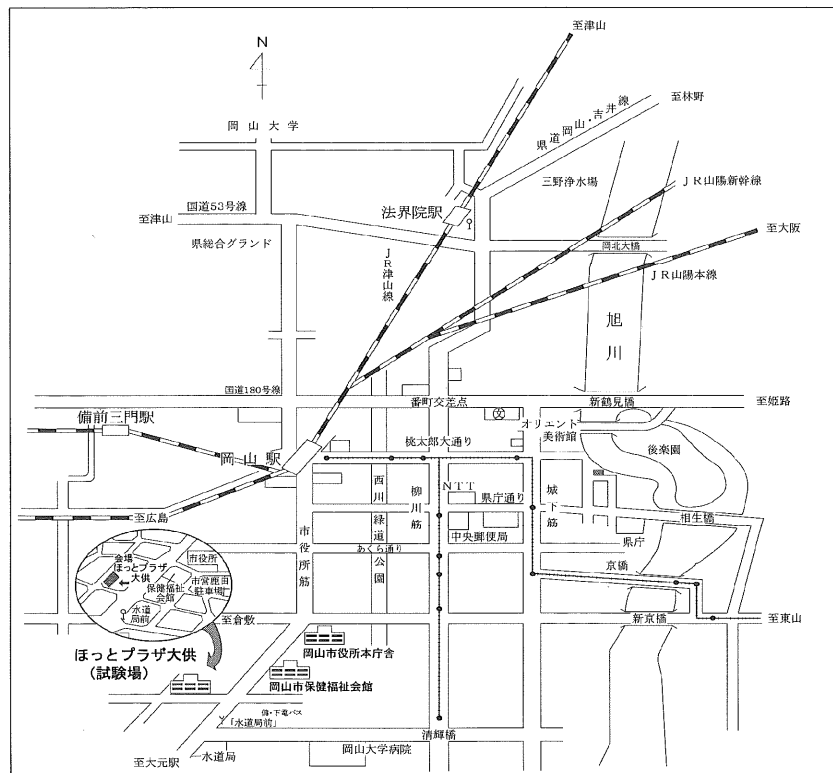 至津山
N
至林野
県道岡山・吉井線
岡山大学
三野浄水場
JR山陽新幹線
国道53号線
法界院駅
至津山
至大阪
県総合グランド
岡北大橋
JR津山線
JR山陽本線
旭川
国道180号線
番町交差点
新鶴見橋
至姫路
備前三門駅
文
オリエント
美術館
桃太郎大通り
後楽園
岡山駅
西川緑道公園
柳川筋
NTT
県庁通り
城下筋
至広島
相生橋
市役所筋
中央郵便局
県庁
あくら通り
京橋
市役所
会場
ほっとプラザ
大供
保健福祉
会館
市営鹿田
駐車場
水道
局前
至倉敷
新京橋
至東山
ほっとプラザ大供
(試験場)
岡山市役所本庁舎
岡山市保健福祉会館
備・下電バス
「水道局前」
清輝橋
至大元駅
水道局
岡山大学病院